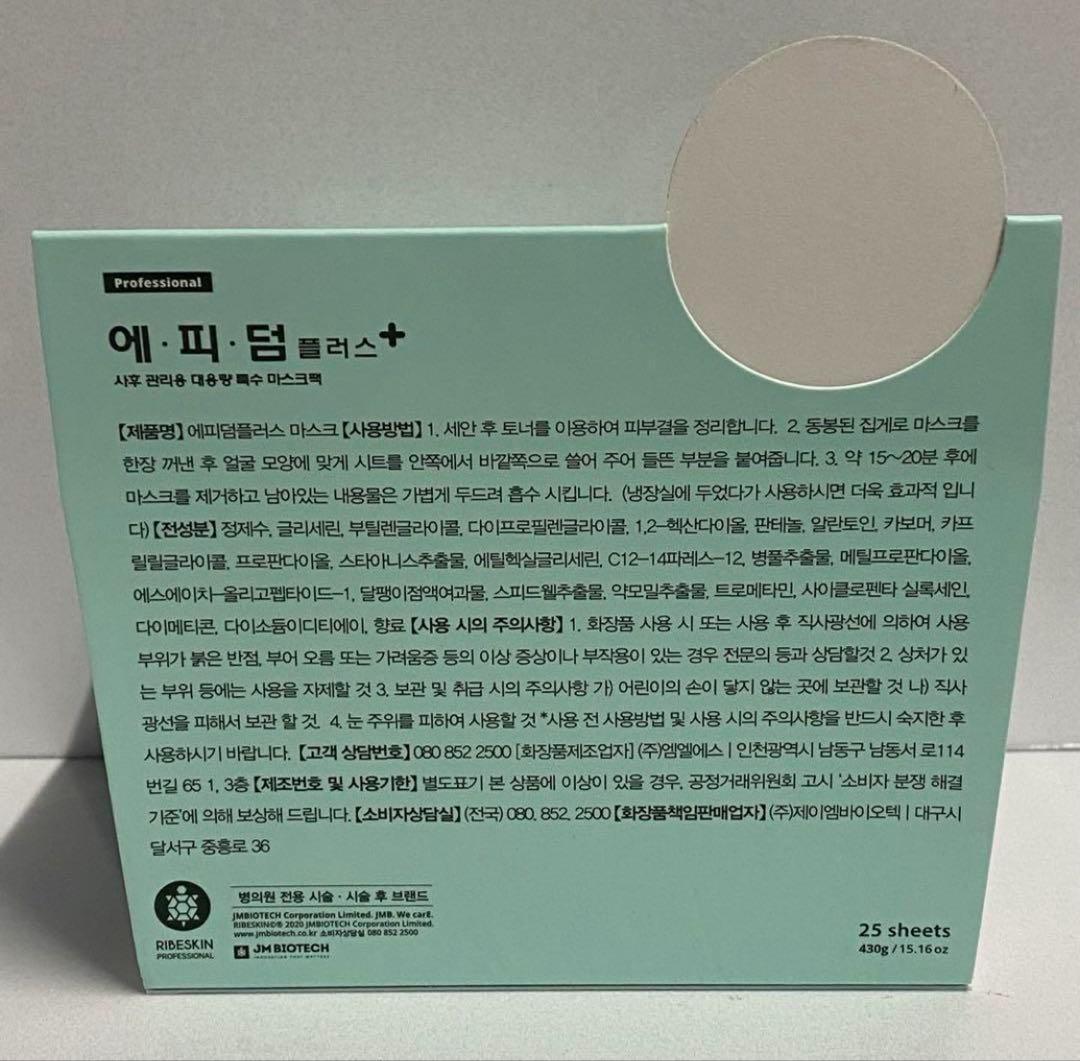 Professional
에·피·덤 플러스+
사후 관리용 대용량 특수 마스크팩
【제품명】 에피덤플러스 마스크 【사용방법】 1. 세안 후 토너를 이용하여 피부결을 정리합니다. 2. 동봉된 집게로 마스크를
한장 꺼낸 후 얼굴 모양에 맞게 시트를 안쪽에서 바깥쪽으로 쓸어 주어 들뜬 부분을 붙여줍니다. 3. 약 15~20분 후에
마스크를 제거하고 남아있는 내용물은 가볍게 두드려 흡수 시킵니다. (냉장실에 두었다가 사용하시면 더욱 효과적 입니
다) 【전성분】 정제수, 글리세린, 부틸렌글라이콜, 다이프로필렌글라이콜, 1,2-헥산다이올, 판테놀, 알란토인, 카보머, 카프
릴릴글라이콜, 프로판다이올, 스타아니스추출물, 에틸헥실글리세린, C12-14파레스-12, 병풀추출물, 메틸프로판다이올,
에스에이치-올리고펩타이드-1, 달팽이점액여과물, 스피드웰추출물, 약모밀추출물, 트로메타민, 사이클로펜타 실록세인,
다이메티콘, 다이소듐이디티에이, 향료 【사용 시의 주의사항】 1. 화장품 사용 시 또는 사용 후 직사광선에 의하여 사용
부위가 붉은 반점, 부어 오름 또는 가려움증 등의 이상 증상이나 부작용이 있는 경우 전문의 등과 상담할것 2. 상처가 있
는 부위 등에는 사용을 자제할 것 3. 보관 및 취급 시의 주의사항 가) 어린이의 손이 닿지 않는 곳에 보관할 것 나) 직사
광선을 피해서 보관 할 것. 4. 눈 주위를 피하여 사용할 것 *사용 전 사용방법 및 사용 시의 주의사항을 반드시 숙지한 후
사용하시기 바랍니다. 【고객 상담번호】 080 852 2500 [화장품제조업자] (주)엠엘에스 | 인천광역시 남동구 남동서 로114
번길 65 1, 3층 【제조번호 및 사용기한】 별도표기 본 상품에 이상이 있을 경우, 공정거래위원회 고시 '소비자 분쟁 해결
기준'에 의해 보상해 드립니다. 【소비자상담실】 (전국) 080. 852. 2500 【화장품책임판매업자】 (주)제이엠바이오텍 | 대구시
달서구 중흥로 36
병의원 전용 시술·시술 후 브랜드
JMBIOTECH Corporation Limited. JMB. We carE.
RIBESKIN©® 2020 JMBIOTECH Corporation Limited.
www.jmbiotech.co.kr 소비자상담실 080 852 2500
JM BIOTECH
INNOVATION THAT MATTERS
RIBESKIN
PROFESSIONAL
25 sheets
430g / 15.16 oz